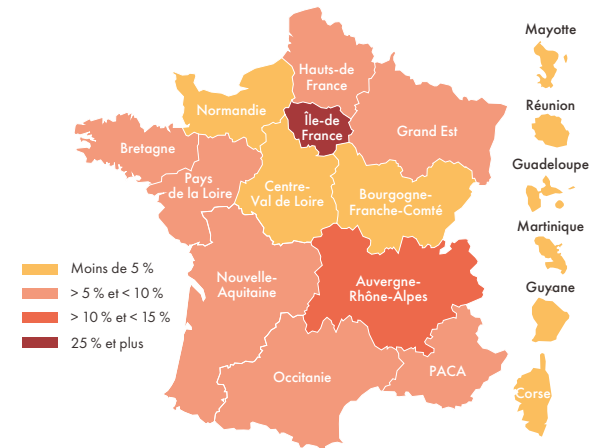 Mayotte
Hauts-de
France
Réunion
Normandie
Île-de
France
Grand Est
Bretagne
Guadeloupe
Pays
de la Loire
Centre-
Val de Loire
Bourgogne-
Franche-Comté
Martinique
Moins de 5 %
> 5 % et < 10 %
> 10 % et < 15 %
25 % et plus
Nouvelle-
Aquitaine
Auvergne-
Rhône-Alpes
Guyane
Occitanie
PACA
Corse